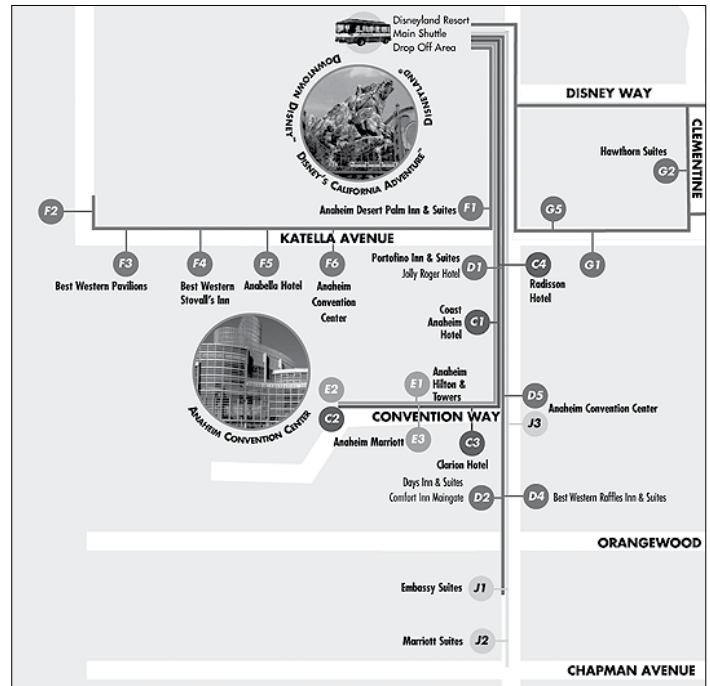 Disneyland Resort
Main Shuttle
Drop Off Area
DOWNTOWN DISNEY™
DISNEYLAND®
DISNEY'S CALIFORNIA ADVENTURE™
DISNEY WAY
CLEMENTINE
Hawthorn Suites
G2
F2
Anaheim Desert Palm Inn & Suites
F1
G5
KATELLA AVENUE
F3
F4
F5
F6
Portofino Inn & Suites
Jolly Roger Hotel
D1
C4
G1
Best Western Pavilions
Best Western
Stovall's Inn
Anabella Hotel
Anaheim
Convention
Center
Radisson
Hotel
Coast
Anaheim
Hotel
C1
ANAHEIM CONVENTION CENTER
E2
E1
Anaheim
Hilton &
Towers
D5
Anaheim Convention Center
C2
CONVENTION WAY
J3
Anaheim Marriott
E3
C3
Clarion Hotel
Days Inn & Suites
Comfort Inn Maingate
D2
D4
Best Western Raffles Inn & Suites
ORANGEWOOD
Embassy Suites
J1
Marriott Suites
J2
CHAPMAN AVENUE